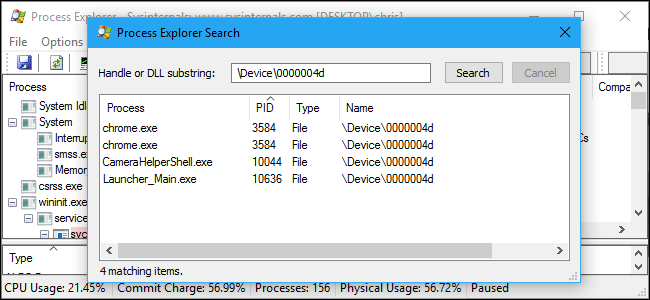 Process Explorer - Sysinternals: www.sysinternals.com [DESKTOP\chris]
File Options
Process Explorer Search
Handle or DLL substring: \Device\0000004d Search Cancel
Process PID Type Name
chrome.exe 3584 File \Device\0000004d
chrome.exe 3584 File \Device\0000004d
CameraHelperShell.exe 10044 File \Device\0000004d
Launcher_Main.exe 10636 File \Device\0000004d
4 matching items.
Process
Compa
System Idl
System
Interrup
Cs
smss.ex
Memor
csrss.exe
wininit.exe
service
svc
Type
CPU Usage: 21.45% Commit Charge: 56.99% Processes: 156 Physical Usage: 56.72% Paused